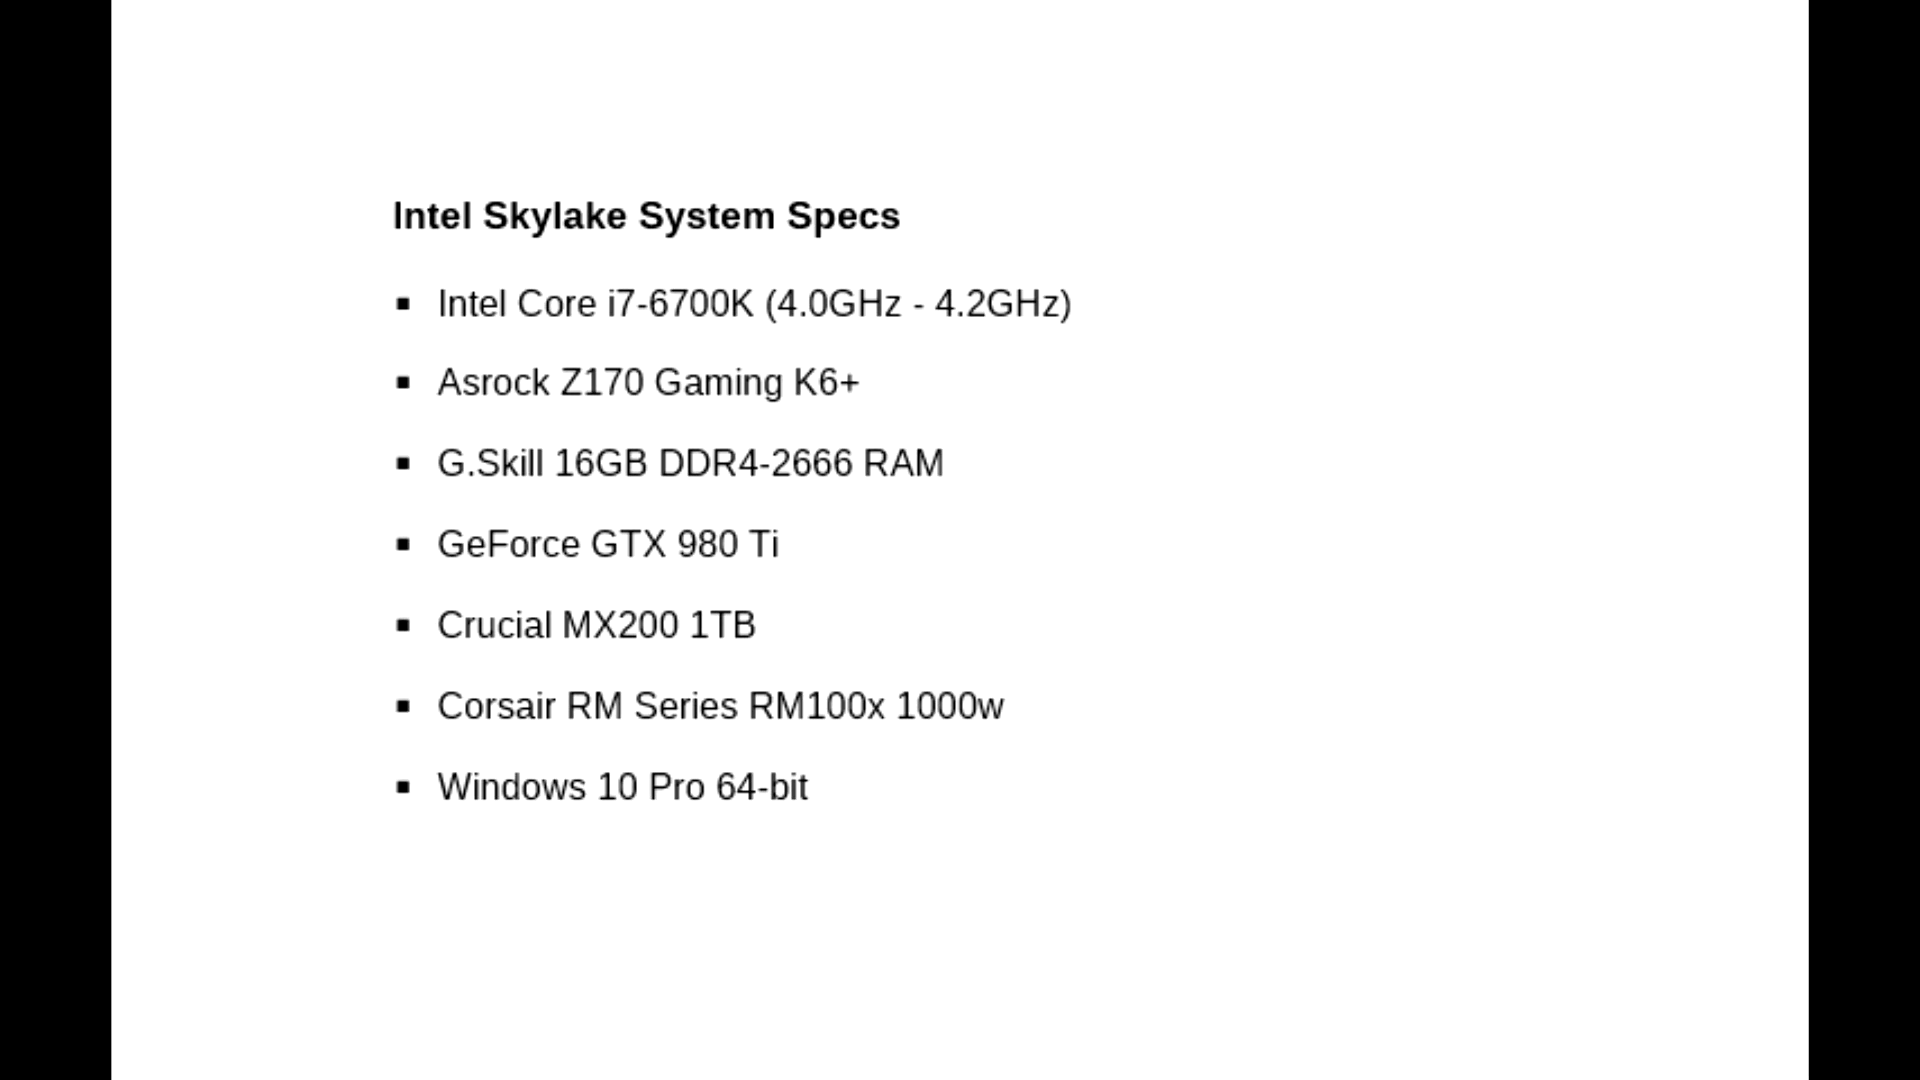 Intel Skylake System Specs
▪ Intel Core i7-6700K (4.0GHz - 4.2GHz)
▪ Asrock Z170 Gaming K6+
▪ G.Skill 16GB DDR4-2666 RAM
▪ GeForce GTX 980 Ti
▪ Crucial MX200 1TB
▪ Corsair RM Series RM100x 1000w
▪ Windows 10 Pro 64-bit